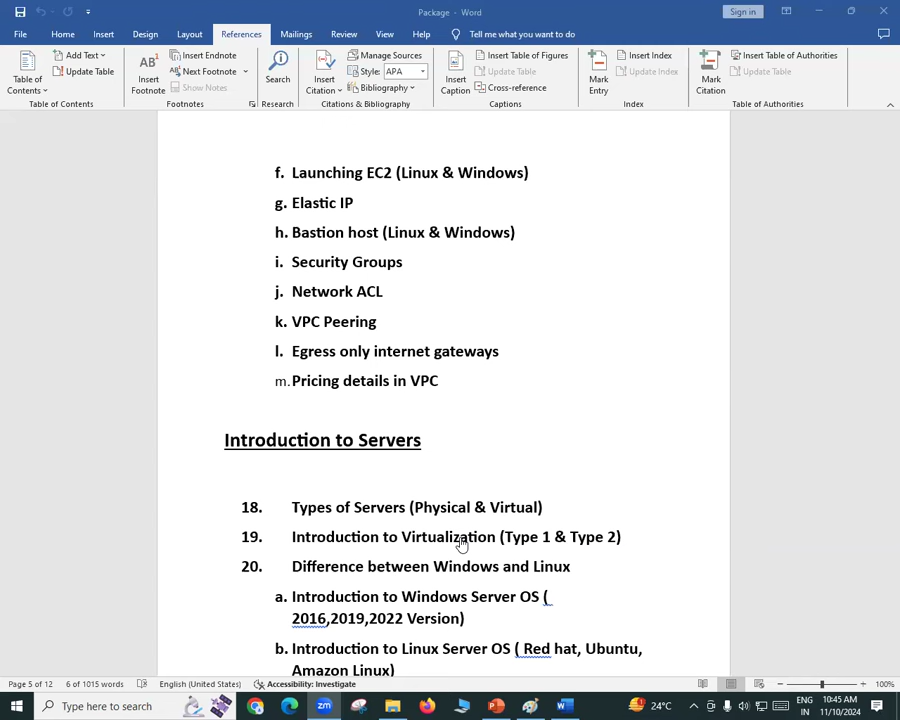 Package - Word
Sign in
File Home Insert Design Layout References Mailings Review View Help Tell me what you want to do
Table of Contents
Add Text
Update Table
Table of Contents
AB1
Insert Footnote
Insert Endnote
Next Footnote
Show Notes
Footnotes
Search
Research
Insert Citation
Manage Sources
Style: APA
Bibliography
Citations & Bibliography
Insert Caption
Insert Table of Figures
Update Table
Cross-reference
Captions
Mark Entry
Insert Index
Update Index
Index
Mark Citation
Insert Table of Authorities
Update Table
Table of Authorities
f. Launching EC2 (Linux & Windows)
g. Elastic IP
h. Bastion host (Linux & Windows)
i. Security Groups
j. Network ACL
k. VPC Peering
l. Egress only internet gateways
m. Pricing details in VPC
Introduction to Servers
18. Types of Servers (Physical & Virtual)
19. Introduction to Virtualization (Type 1 & Type 2)
20. Difference between Windows and Linux
a. Introduction to Windows Server OS (
2016,2019,2022 Version)
b. Introduction to Linux Server OS ( Red hat, Ubuntu,
Amazon Linux)
Page 5 of 12 6 of 1015 words English (United States) Accessibility: Investigate 100%
Type here to search
24°C
ENG
IN
10:45 AM
11/10/2024